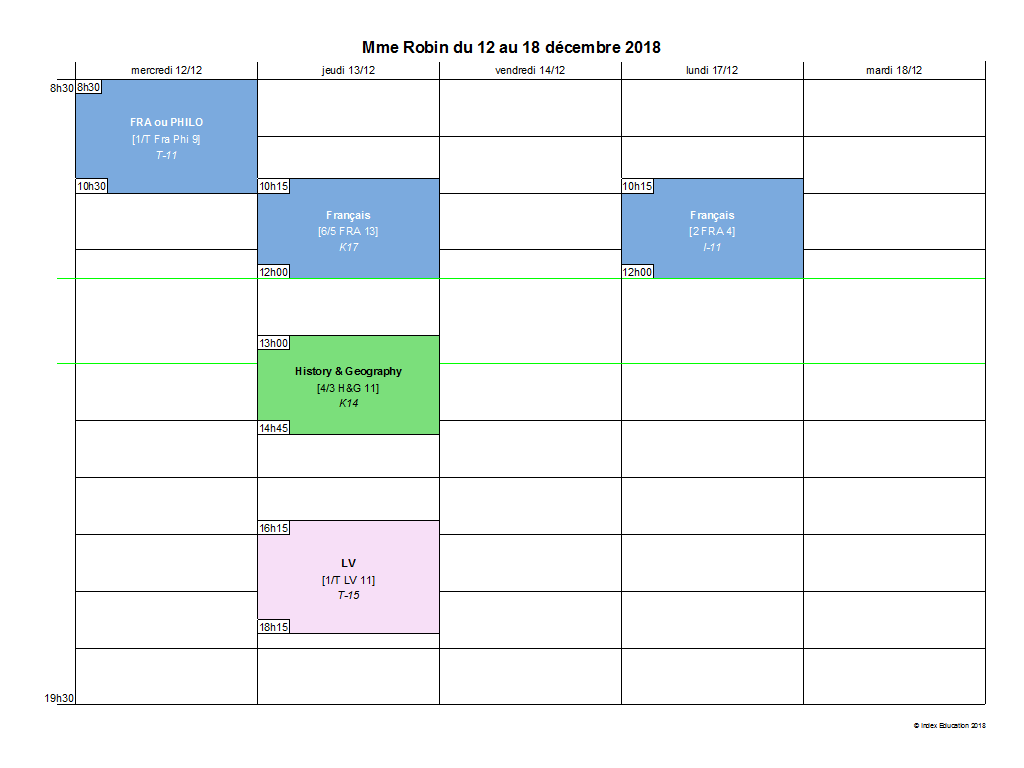 Mme Robin du 12 au 18 décembre 2018
mercredi 12/12
jeudi 13/12
vendredi 14/12
lundi 17/12
mardi 18/12
8h30
8h30
FRA ou PHILO
[1/T Fra Phi 9]
T-11
10h30
10h15
Français
[6/5 FRA 13]
K17
12h00
10h15
Français
[2 FRA 4]
I-11
12h00
13h00
History & Geography
[4/3 H&G 11]
K14
14h45
16h15
LV
[1/T LV 11]
T-15
18h15
19h30
© Index Education 2018